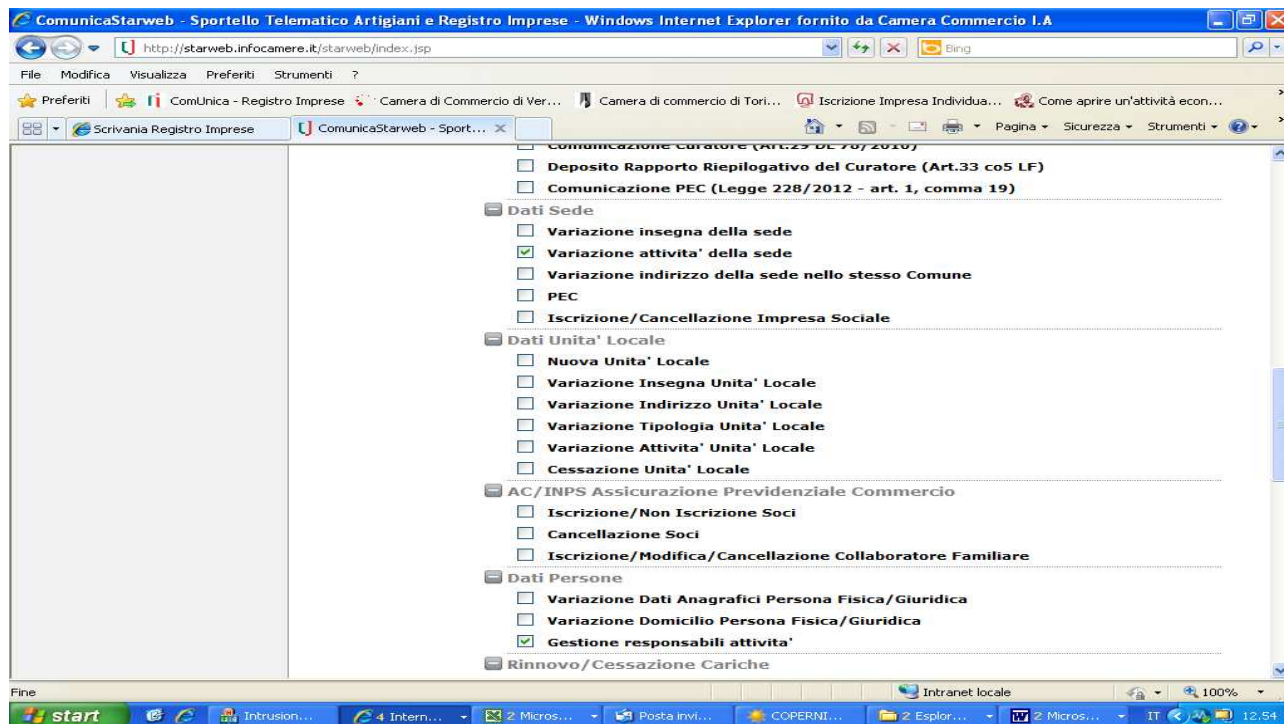 ComunicaStarweb - Sportello Telematico Artigiani e Registro Imprese - Windows Internet Explorer fornito da Camera Commercio I.A
http://starweb.infocamere.it/starweb/index.jsp
Bing
File Modifica Visualizza Preferiti Strumenti ?
Preferiti ComUnica - Registro Imprese Camera di Commercio di Ver... Camera di commercio di Tori... Iscrizione Impresa Individua... Come aprire un'attività econ...
Scrivania Registro Imprese ComunicaStarweb - Sport... Pagina Sicurezza Strumenti
Comunicazione Curatore (Art.29 DL 78/2010)
Deposito Rapporto Riepilogativo del Curatore (Art.33 co5 LF)
Comunicazione PEC (Legge 228/2012 - art. 1, comma 19)
Dati Sede
Variazione insegna della sede
Variazione attivita' della sede
Variazione indirizzo della sede nello stesso Comune
PEC
Iscrizione/Cancellazione Impresa Sociale
Dati Unita' Locale
Nuova Unita' Locale
Variazione Insegna Unita' Locale
Variazione Indirizzo Unita' Locale
Variazione Tipologia Unita' Locale
Variazione Attivita' Unita' Locale
Cessazione Unita' Locale
AC/INPS Assicurazione Previdenziale Commercio
Iscrizione/Non Iscrizione Soci
Cancellazione Soci
Iscrizione/Modifica/Cancellazione Collaboratore Familiare
Dati Persone
Variazione Dati Anagrafici Persona Fisica/Giuridica
Variazione Domicilio Persona Fisica/Giuridica
Gestione responsabili attivita'
Rinnovo/Cessazione Cariche
Fine Intranet locale 100%
start Intrusion... 4 Intern... 2 Micros... Posta invi... COPERNI... 2 Esplor... 2 Micros... IT 12:54